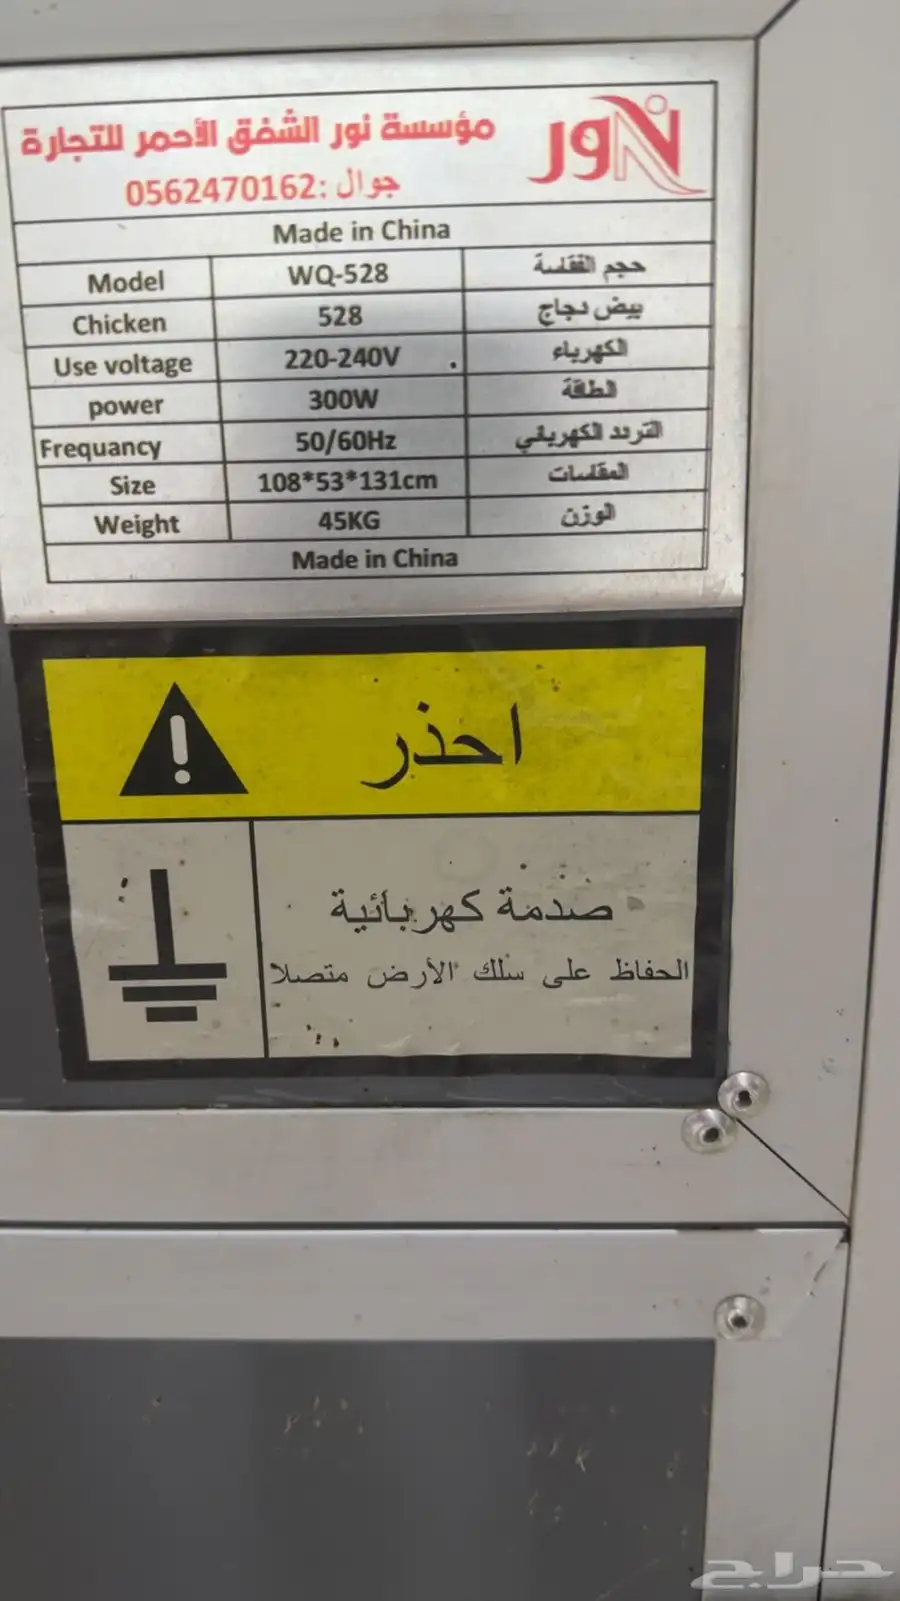 مؤسسة نور الشفق الأحمر للتجارة
نور
جوال :0562470162
Made in China
Model WQ-528 حجم الفقاسة
Chicken 528 بيض دجاج
Use voltage 220-240V الكهرباء
power 300W الطاقة
Frequancy 50/60Hz التردد الكهربائي
Size 108*53*131cm المقاسات
Weight 45KG الوزن
Made in China
احذر
صدمة كهربائية
الحفاظ على سلك الأرض متصلا
حراج